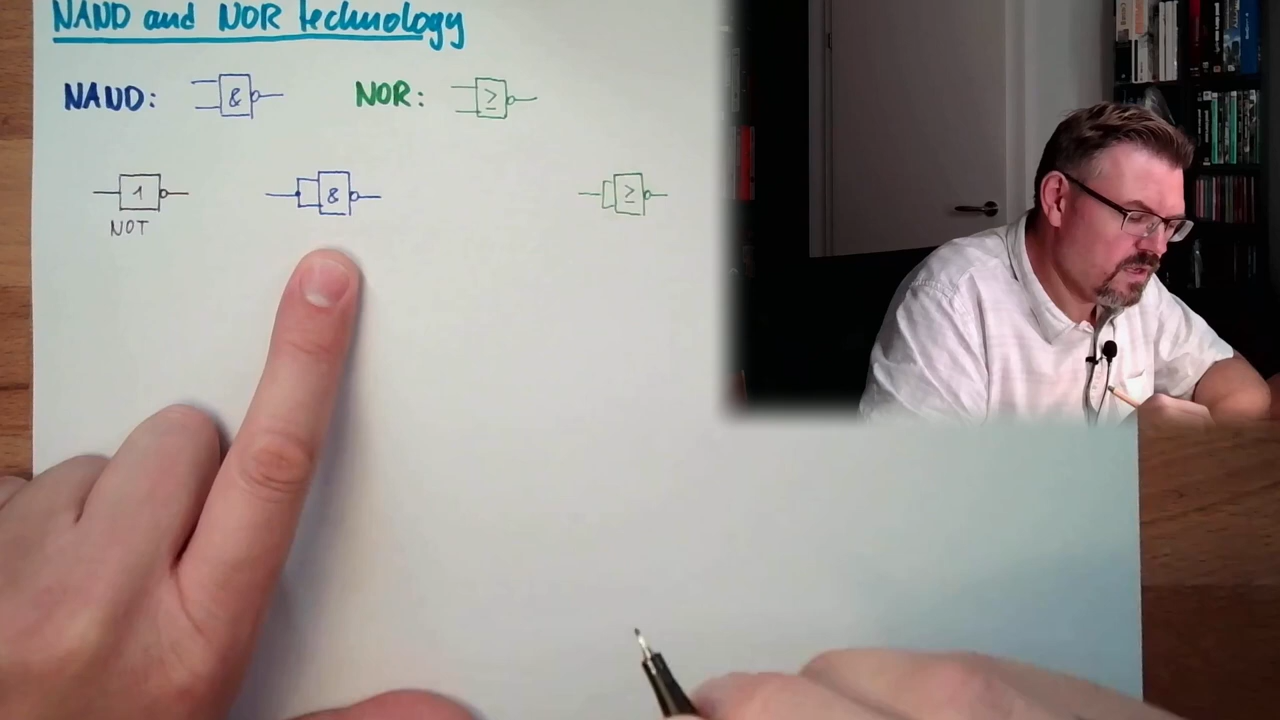 NAND and NOR technology
NAND: & NOR: ≥
1 & ≥
NOT